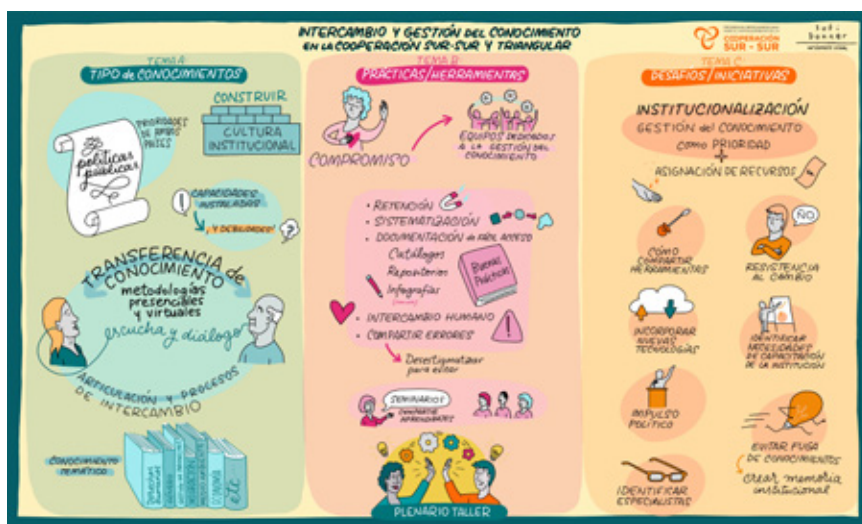 INTERCAMBIO Y GESTIÓN DEL CONOCIMIENTO
EN LA COOPERACIÓN SUR-SUR Y TRIANGULAR
COOPERACIÓN
SUR - SUR
TEMA A
TIPO de CONOCIMIENTOS
políticas
públicas
PRIORIDADES
DE AMBOS
PAÍSES
CONSTRUIR
CULTURA
INSTITUCIONAL
CAPACIDADES
INSTALADAS
¡Y DEBILIDADES!
?
TRANSFERENCIA de
CONOCIMIENTO
metodologías
presenciales
y virtuales
escucha y diálogo
ARTICULACIÓN y PROCESOS
DE INTERCAMBIO
CONOCIMIENTO
TEMÁTICO
ECONOMÍA
etc
TEMA B
PRÁCTICAS/HERRAMIENTAS
COMPROMISO
EQUIPOS DEDICADOS
A LA GESTIÓN DEL
CONOCIMIENTO
• RETENCIÓN
• SISTEMATIZACIÓN
• DOCUMENTACIÓN de FÁCIL ACCESO
Catálogos
Repositorios
Infografías
Buenas
Prácticas
• INTERCAMBIO HUMANO
• COMPARTIR ERRORES
Desestigmatizar
para evitar
SEMINARIOS
COMPARTIR
APRENDIZAJES
PLENARIO TALLER
TEMA C
DESAFÍOS/INICIATIVAS
INSTITUCIONALIZACIÓN
GESTIÓN del CONOCIMIENTO
como PRIORIDAD
+
ASIGNACIÓN DE RECURSOS
CÓMO
COMPARTIR
HERRAMIENTAS
ÑO
RESISTENCIA
AL CAMBIO
INCORPORAR
NUEVAS
TECNOLOGÍAS
IDENTIFICAR
NECESIDADES
DE CAPACITACIÓN
DE LA INSTITUCIÓN
IMPULSO
POLÍTICO
EVITAR FUGA
DE CONOCIMIENTOS
crear memoria
institucional
IDENTIFICAR
ESPECIALISTAS